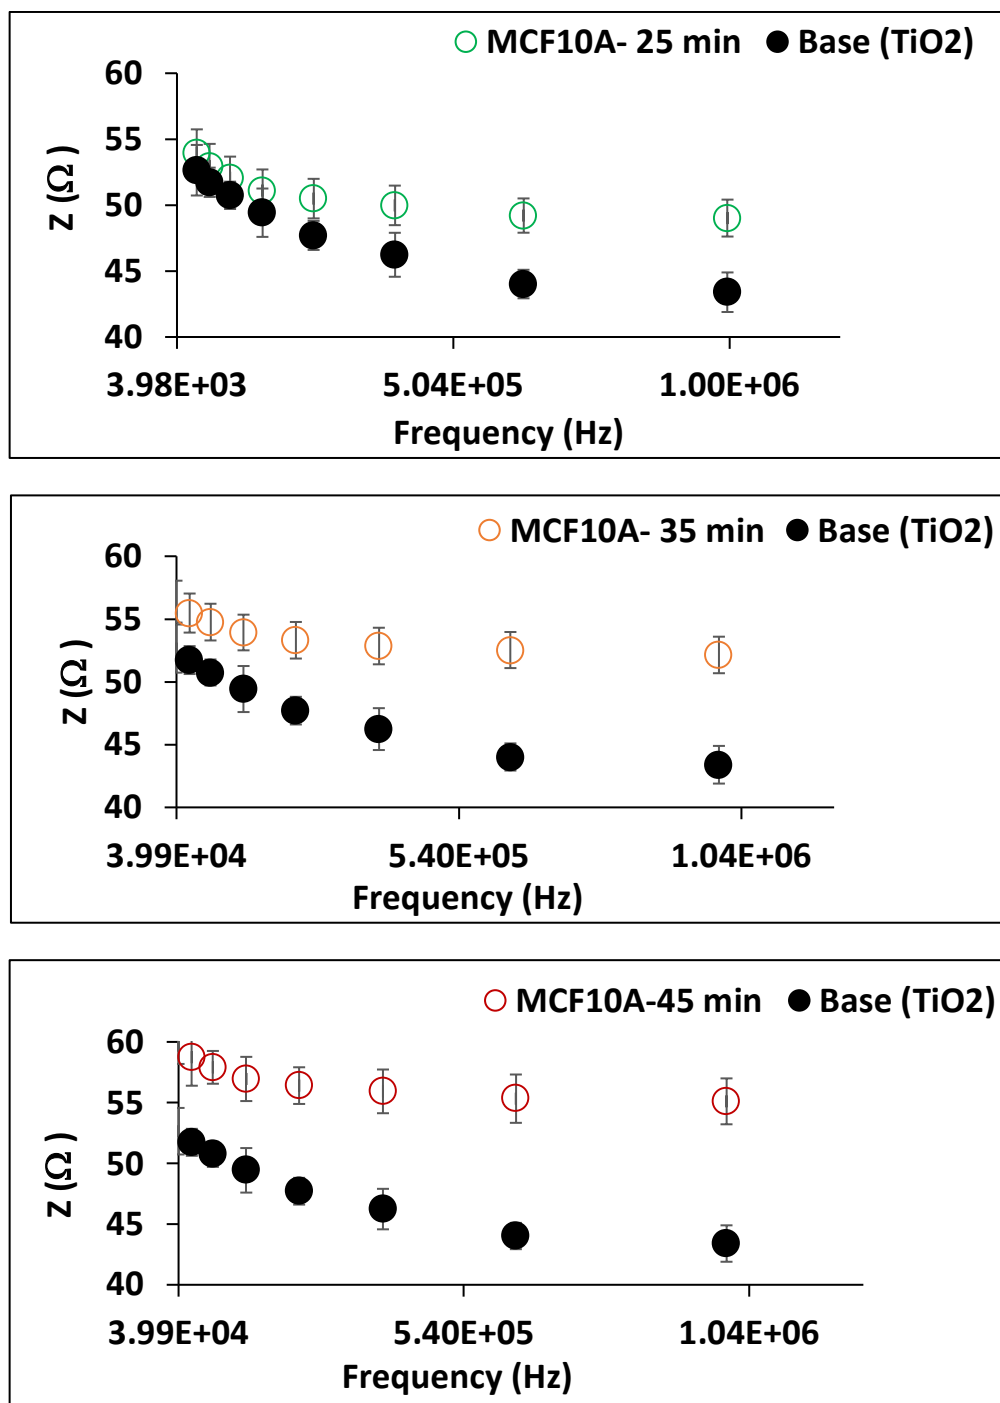 MCF10A- 25 min Base (TiO2)
60
55
50
45
40
Z (Ω )
3.98E+03 5.04E+05 1.00E+06
Frequency (Hz)
MCF10A- 35 min Base (TiO2)
60
55
50
45
40
Z (Ω )
3.99E+04 5.40E+05 1.04E+06
Frequency (Hz)
MCF10A-45 min Base (TiO2)
60
55
50
45
40
Z (Ω )
3.99E+04 5.40E+05 1.04E+06
Frequency (Hz)